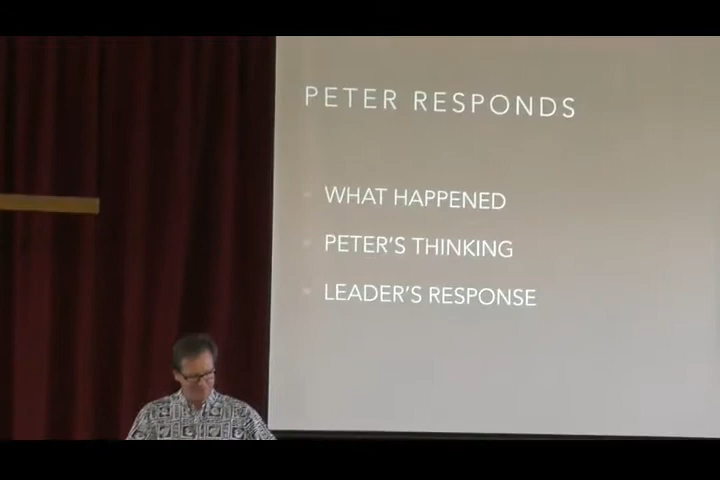 PETER RESPONDS
WHAT HAPPENED
PETER'S THINKING
LEADER'S RESPONSE